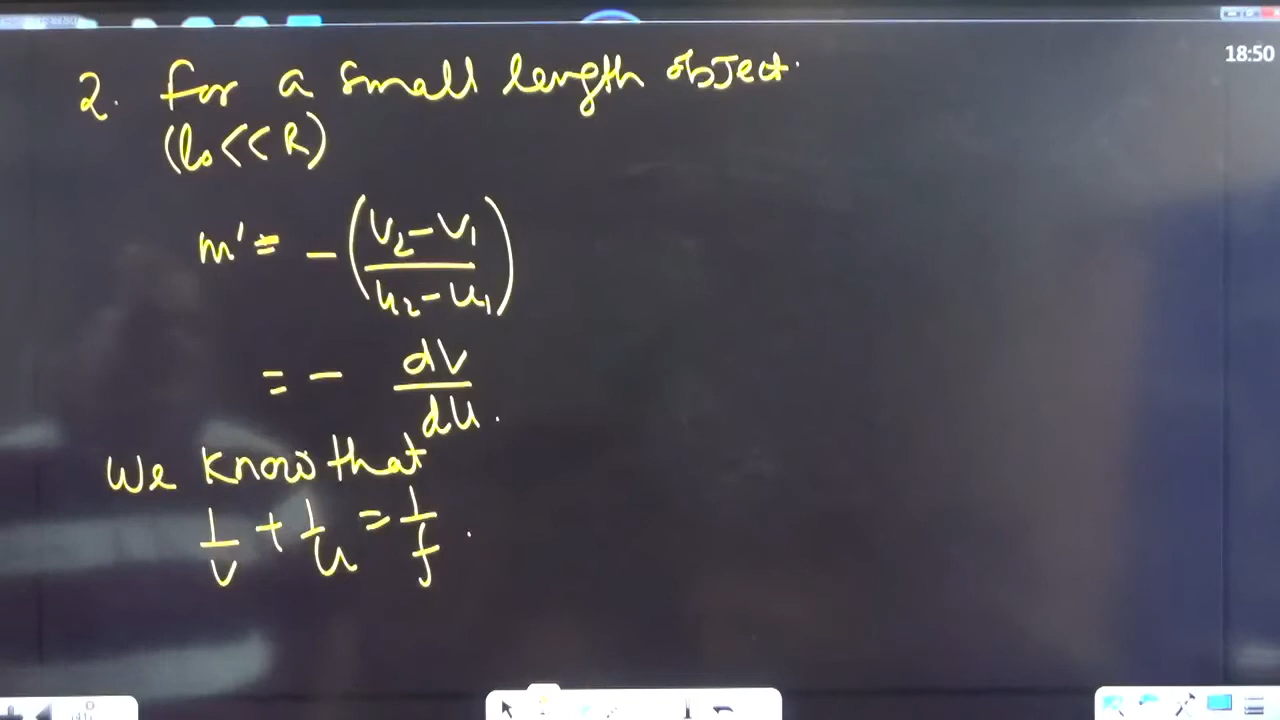 18:50
2. for a small length object.
(lo<<R)
m' = - (V2-V1 / u2-u1)
= - dV / du.
We know that
1/v + 1/u = 1/f.